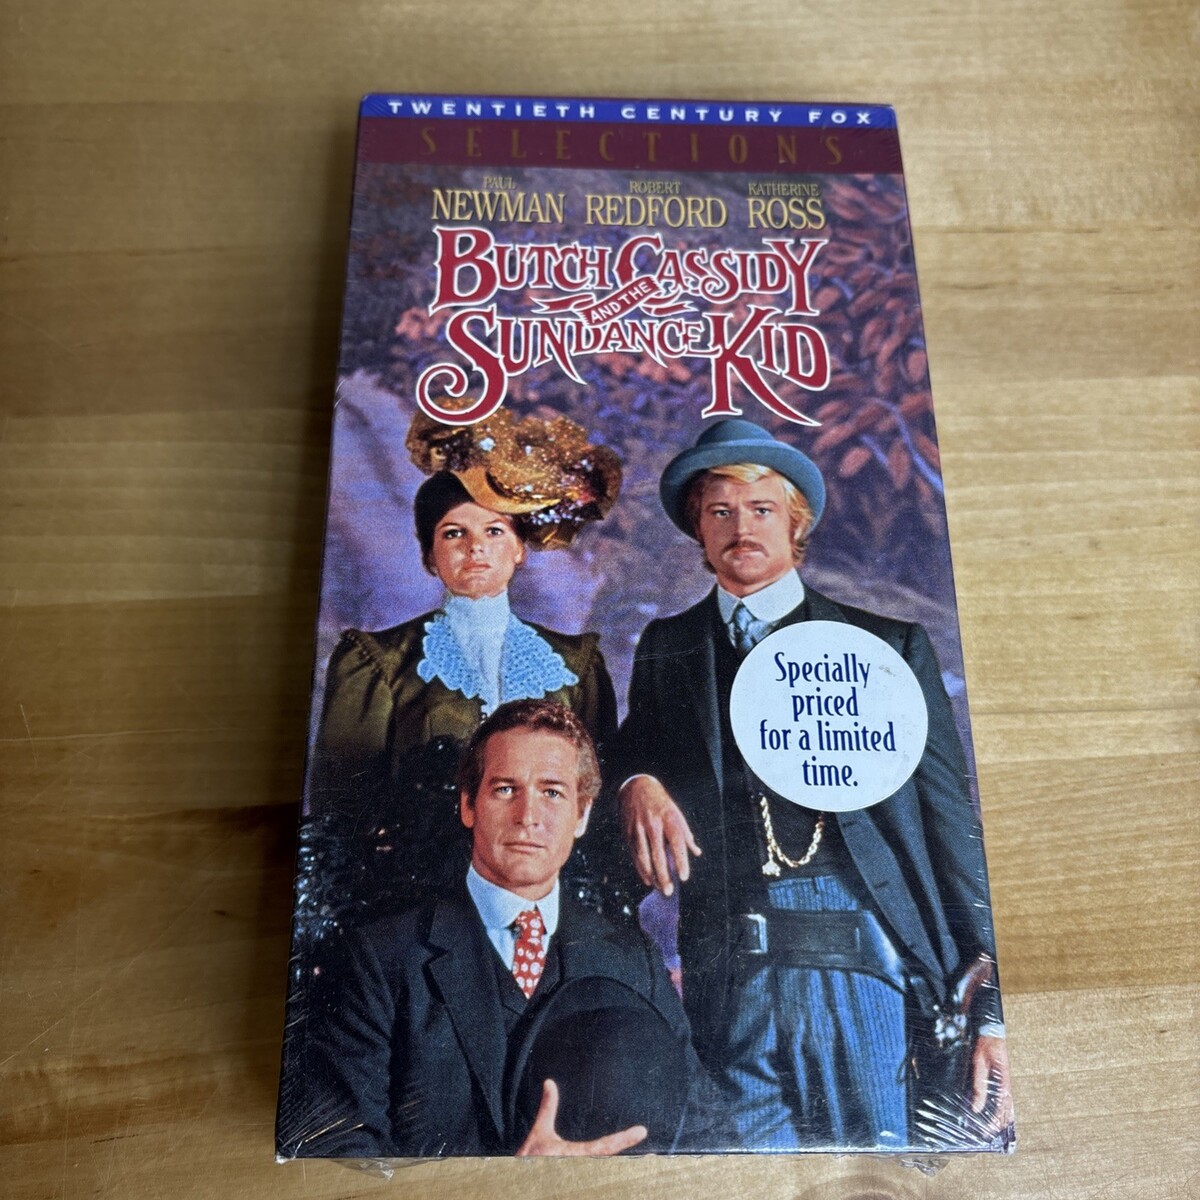 TWENTIETH CENTURY FOX
SELECTIONS
PAUL NEWMAN ROBERT REDFORD KATHERINE ROSS
BUTCH CASSIDY
AND THE
SUNDANCE KID
Specially
priced
for a limited
time.